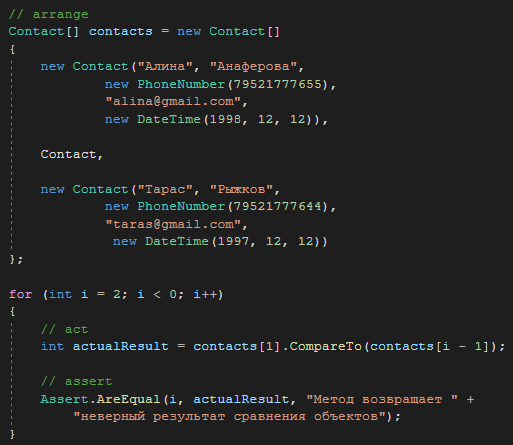 // arrange
Contact[] contacts = new Contact[]
{
    new Contact("Алина", "Анаферова",
            new PhoneNumber(79521777655),
            "alina@gmail.com",
            new DateTime(1998, 12, 12)),
    Contact,
    new Contact("Тарас", "Рыжков",
            new PhoneNumber(79521777644),
            "taras@gmail.com",
             new DateTime(1997, 12, 12))
};
for (int i = 2; i < 0; i++)
{
    // act
    int actualResult = contacts[1].CompareTo(contacts[i - 1]);
    // assert
    Assert.AreEqual(i, actualResult, "Метод возвращает " +
        "неверный результат сравнения объектов");
}